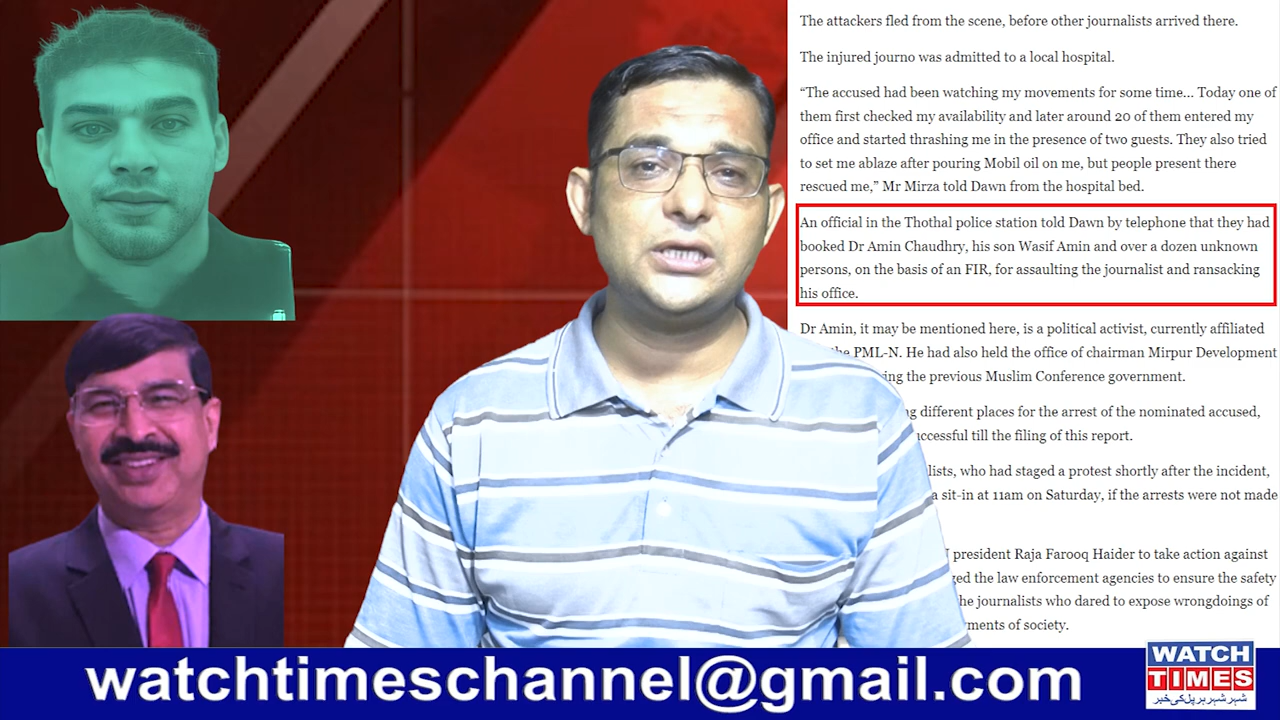 The attackers fled from the scene, before other journalists arrived there.
The injured journo was admitted to a local hospital.
“The accused had been watching my movements for some time... Today one of
them first checked my availability and later around 20 of them entered my
office and started thrashing me in the presence of two guests. They also tried
to set me ablaze after pouring Mobil oil on me, but people present there
rescued me,” Mr Mirza told Dawn from the hospital bed.
An official in the Thothal police station told Dawn by telephone that they had
booked Dr Amin Chaudhry, his son Wasif Amin and over a dozen unknown
persons, on the basis of an FIR, for assaulting the journalist and ransacking
his office.
Dr Amin, it may be mentioned here, is a political activist, currently affiliated
the PML-N. He had also held the office of chairman Mirpur Development
the previous Muslim Conference government.
different places for the arrest of the nominated accused,
till the filing of this report.
who had staged a protest shortly after the incident,
a sit-in at 11am on Saturday, if the arrests were not made
president Raja Farooq Haider to take action against
the law enforcement agencies to ensure the safety
the journalists who dared to expose wrongdoings of
of society.
watchtimeschannel@gmail.com
WATCH
TIMES
شہر شہر ہر پل کی خبر